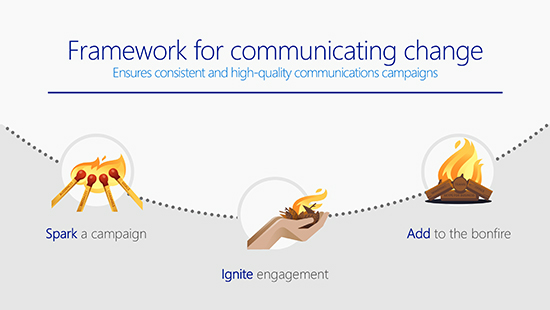 Framework for communicating change
Ensures consistent and high-quality communications campaigns
Spark a campaign
Ignite engagement
Add to the bonfire